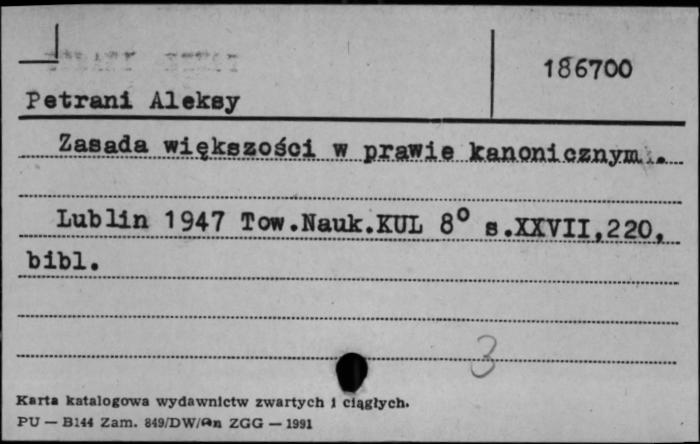 186700
Petrani Aleksy
Zasada większości w prawie kanonicznym.
Lublin 1947 Tow.Nauk.KUL 8° s.XXVII,220,
bibl.
3
Karta katalogowa wydawnictw zwartych i ciągłych.
PU — B144 Zam. 849/DW/ ZGG — 1991